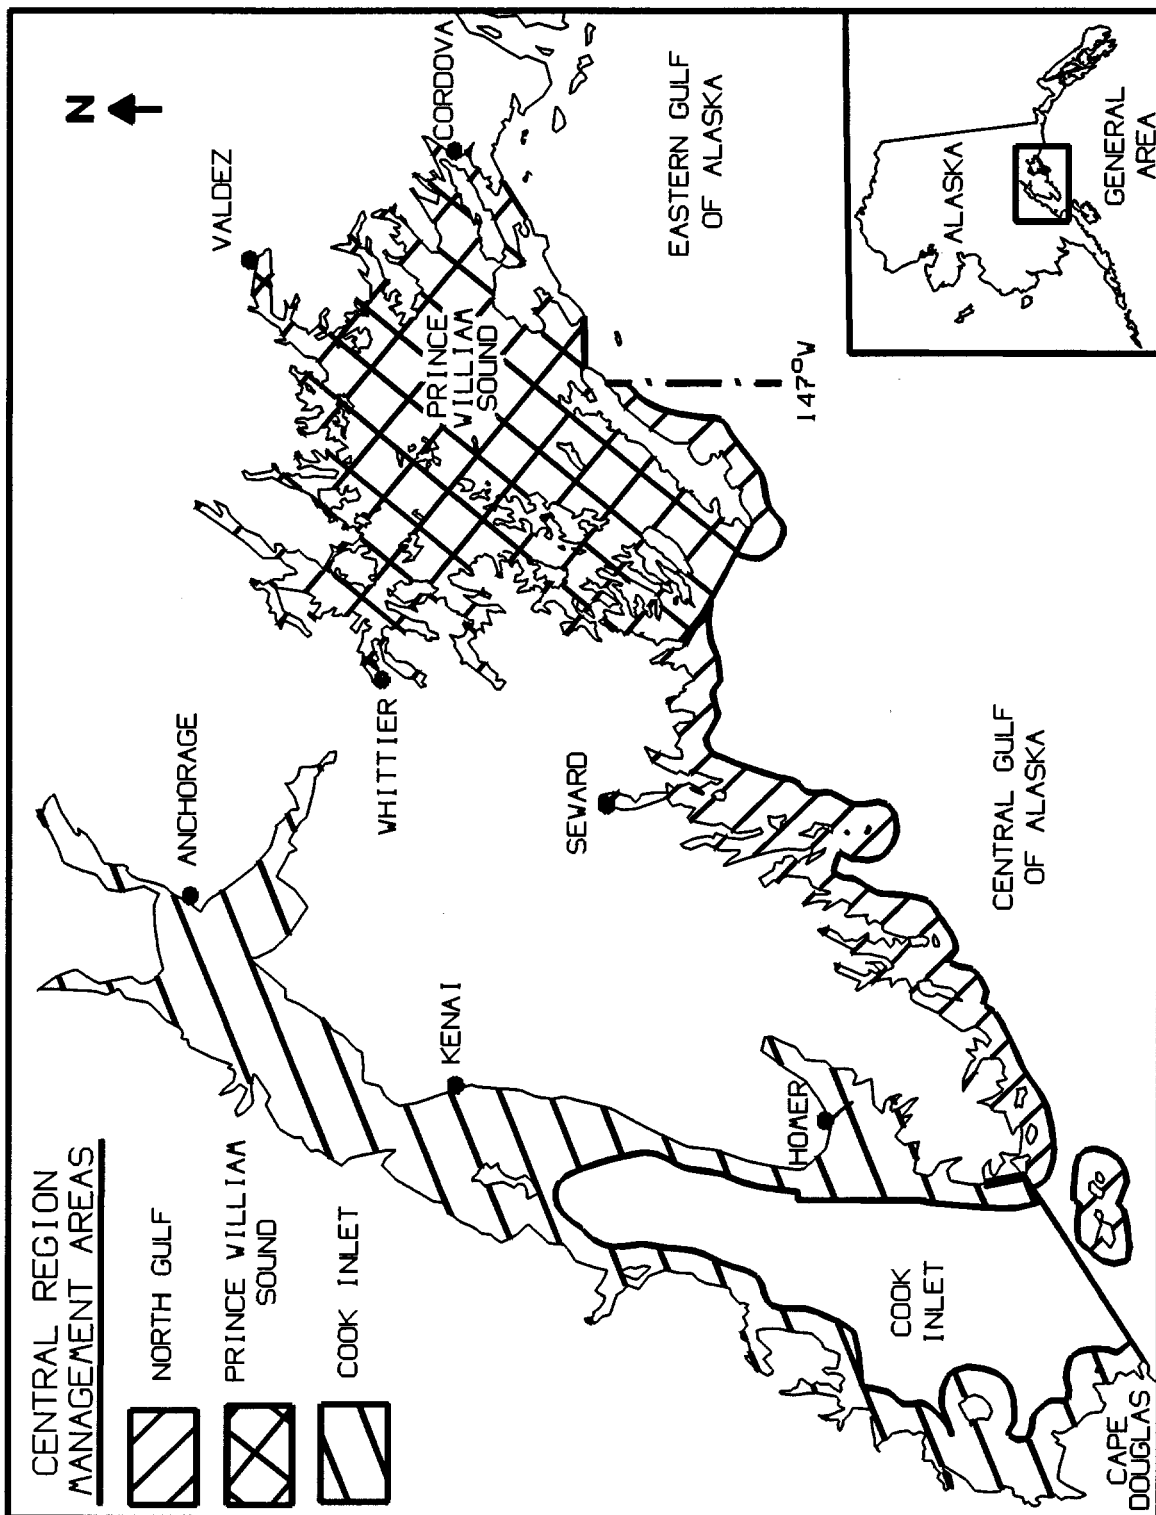 CENTRAL REGION
MANAGEMENT AREAS
NORTH GULF
PRINCE WILLIAM
SOUND
COOK INLET
N
ANCHORAGE
VALDEZ
WHITTIER
CORDOVA
PRINCE
WILLIAM
SOUND
KENAI
SEWARD
HOMER
EASTERN GULF
OF ALASKA
147°W
CENTRAL GULF
OF ALASKA
COOK
INLET
CAPE
DOUGLAS
ALASKA
GENERAL
AREA